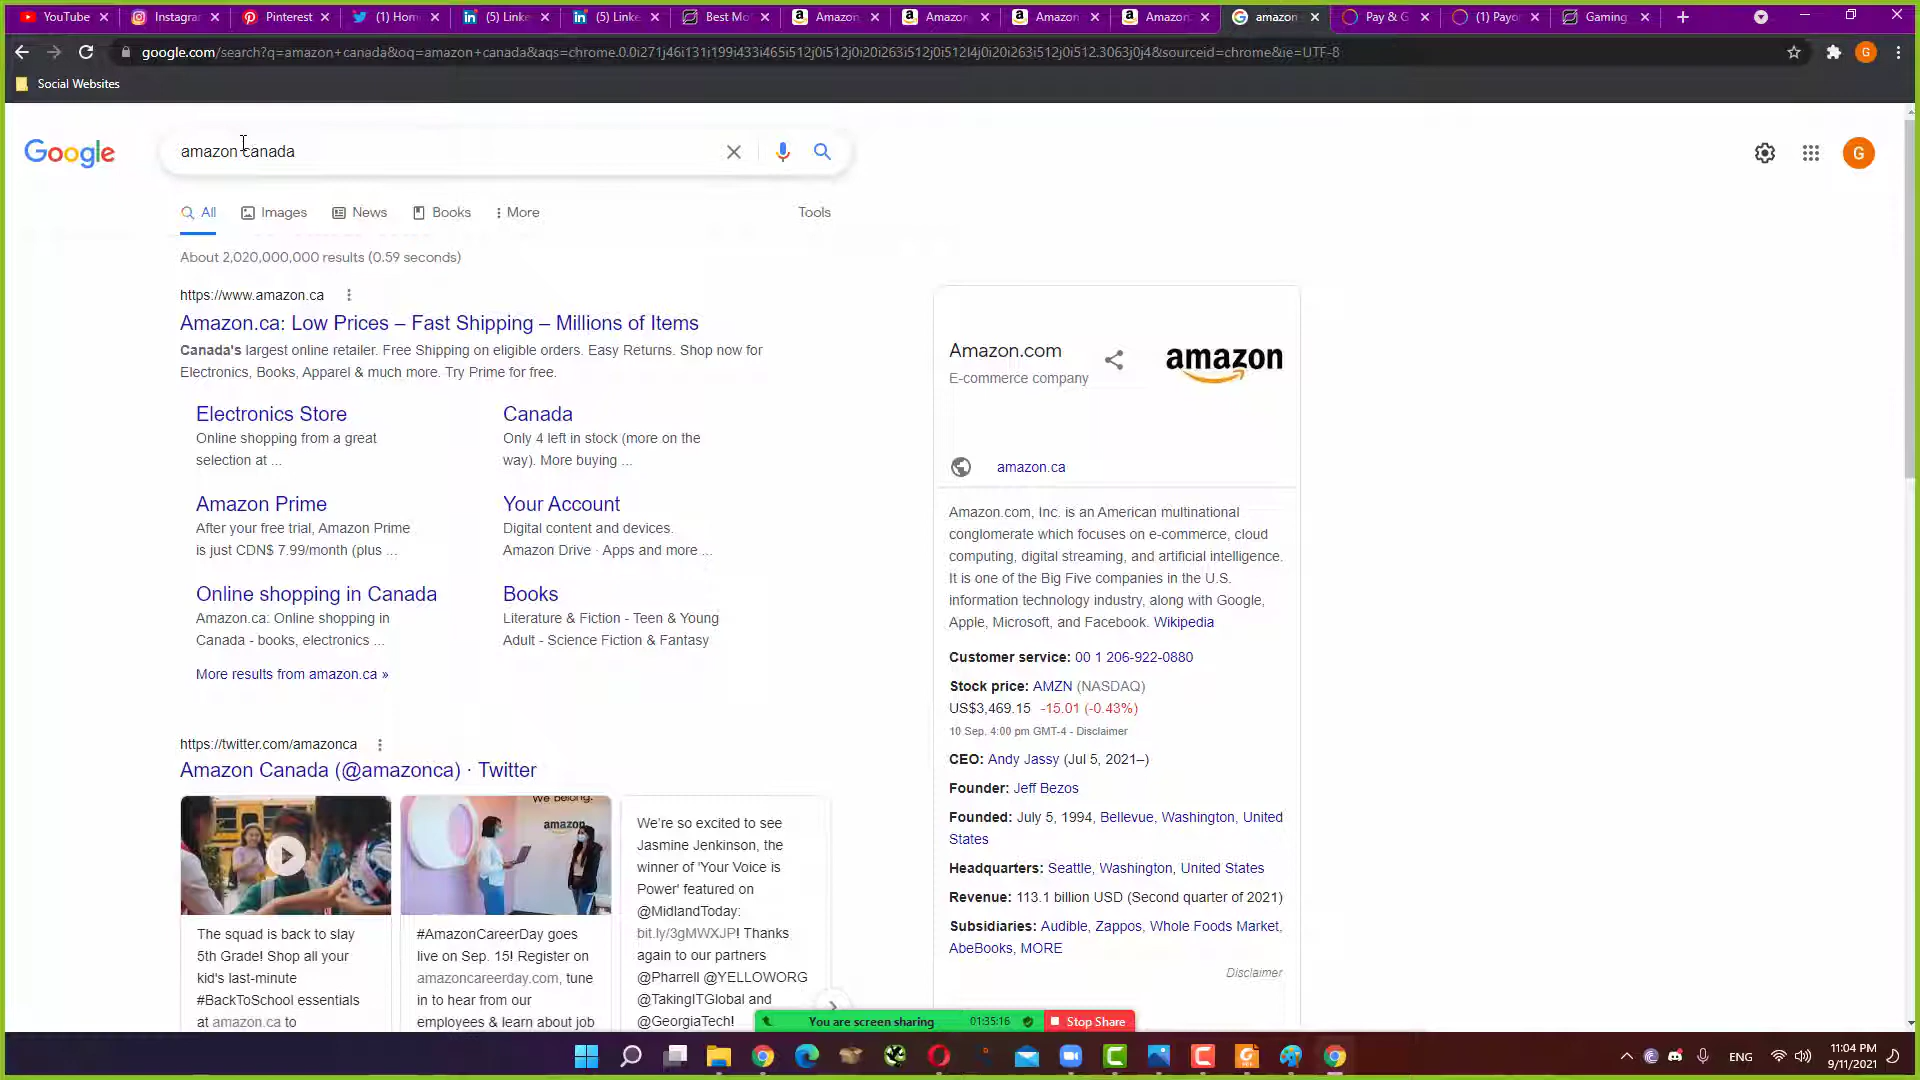 YouTube
Instagra
Pinterest
(1) Hom
(5) Linke
(5) Linke
Best Mo
Amazon
Amazon
Amazon
Amazon
amazon
Pay & G
(1) Payo
Gaming
google.com/search?q=amazon+canada&oq=amazon+canada&aqs=chrome.0.0i271j46i131i199i433i465i512j0i512j0i20i263i512j0i512l4j0i20i263i512j0i512.3063j0j4&sourceid=chrome&ie=UTF-8
G
Social Websites
Google
amazon canada
G
All
Images
News
Books
More
Tools
About 2,020,000,000 results (0.59 seconds)
https://www.amazon.ca
Amazon.ca: Low Prices – Fast Shipping – Millions of Items
Canada's largest online retailer. Free Shipping on eligible orders. Easy Returns. Shop now for
Electronics, Books, Apparel & much more. Try Prime for free.
Electronics Store
Online shopping from a great
selection at ...
Canada
Only 4 left in stock (more on the
way). More buying ...
Amazon Prime
After your free trial, Amazon Prime
is just CDN$ 7.99/month (plus ...
Your Account
Digital content and devices.
Amazon Drive · Apps and more ...
Online shopping in Canada
Amazon.ca: Online shopping in
Canada - books, electronics ...
Books
Literature & Fiction - Teen & Young
Adult - Science Fiction & Fantasy
More results from amazon.ca »
https://twitter.com/amazonca
Amazon Canada (@amazonca) · Twitter
The squad is back to slay
5th Grade! Shop all your
kid's last-minute
#BackToSchool essentials
at amazon.ca to
We belong.
amazon
#AmazonCareerDay goes
live on Sep. 15! Register on
amazoncareerday.com, tune
in to hear from our
employees & learn about job
We're so excited to see
Jasmine Jenkinson, the
winner of 'Your Voice is
Power' featured on
@MidlandToday:
bit.ly/3gMWXJP! Thanks
again to our partners
@Pharrell @YELLOWORG
@TakingITGlobal and
@GeorgiaTech!
Amazon.com
E-commerce company
amazon
amazon.ca
Amazon.com, Inc. is an American multinational
conglomerate which focuses on e-commerce, cloud
computing, digital streaming, and artificial intelligence.
It is one of the Big Five companies in the U.S.
information technology industry, along with Google,
Apple, Microsoft, and Facebook. Wikipedia
Customer service: 00 1 206-922-0880
Stock price: AMZN (NASDAQ)
US$3,469.15 -15.01 (-0.43%)
10 Sep. 4:00 pm GMT-4 - Disclaimer
CEO: Andy Jassy (Jul 5, 2021–)
Founder: Jeff Bezos
Founded: July 5, 1994, Bellevue, Washington, United
States
Headquarters: Seattle, Washington, United States
Revenue: 113.1 billion USD (Second quarter of 2021)
Subsidiaries: Audible, Zappos, Whole Foods Market,
AbeBooks, MORE
Disclaimer
You are screen sharing
01:35:16
Stop Share
ENG
11:04 PM
9/11/2021